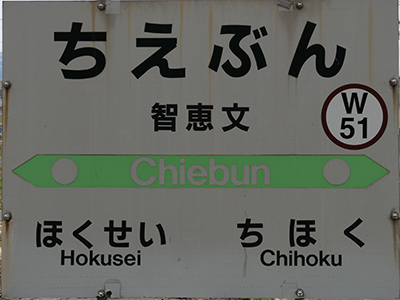 ちえぶん
智恵文
W
51
Chiebun
ほくせい ちほく
Hokusei Chihoku